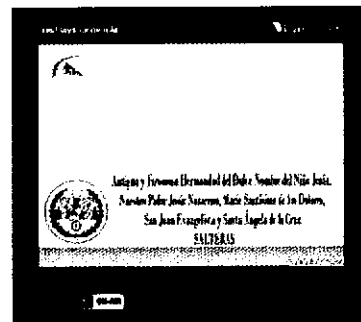 Antigua y Fervorosa Hermandad del Dulce Nombre del Niño Jesús,
Nuestro Padre Jesús Nazareno, María Santísima de los Dolores,
San Juan Evangelista y Santa Ángela de la Cruz
SALTERAS